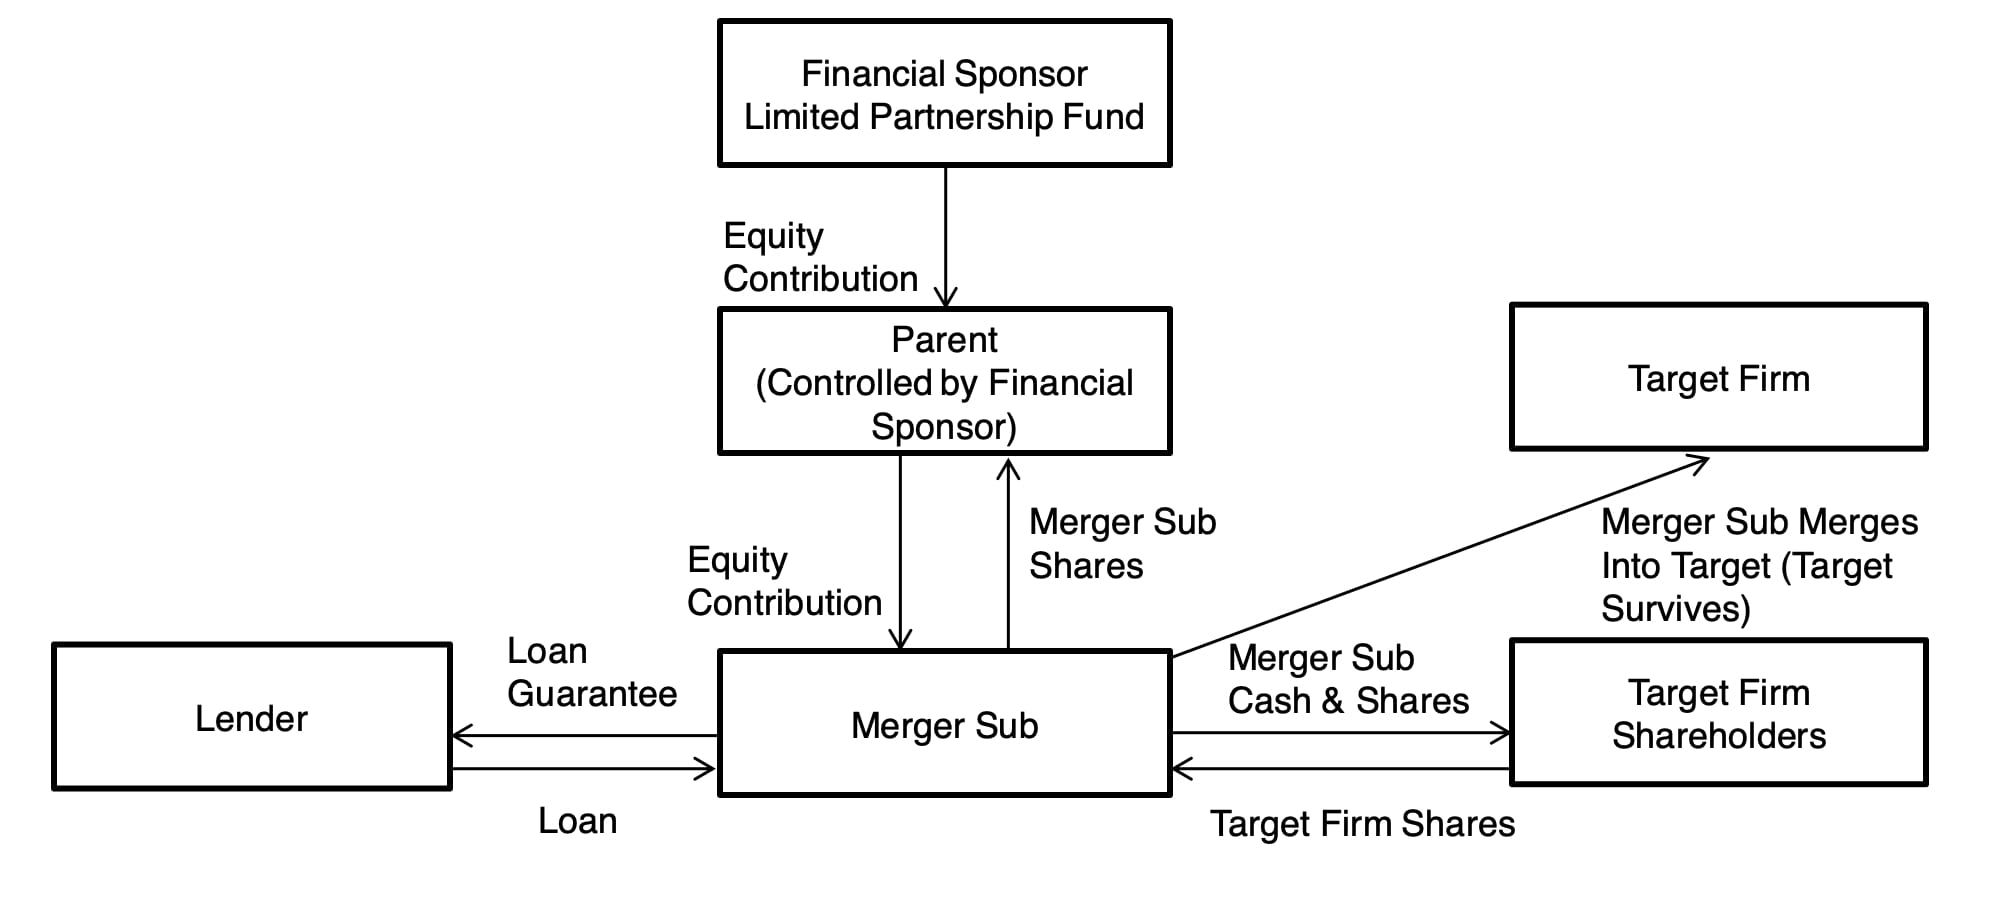 Financial Sponsor
Limited Partnership Fund
Equity
Contribution
Parent
(Controlled by Financial
Sponsor)
Target Firm
Merger Sub
Shares
Merger Sub Merges
Into Target (Target
Survives)
Equity
Contribution
Loan
Guarantee
Lender
Merger Sub
Merger Sub
Cash & Shares
Target Firm
Shareholders
Loan
Target Firm Shares